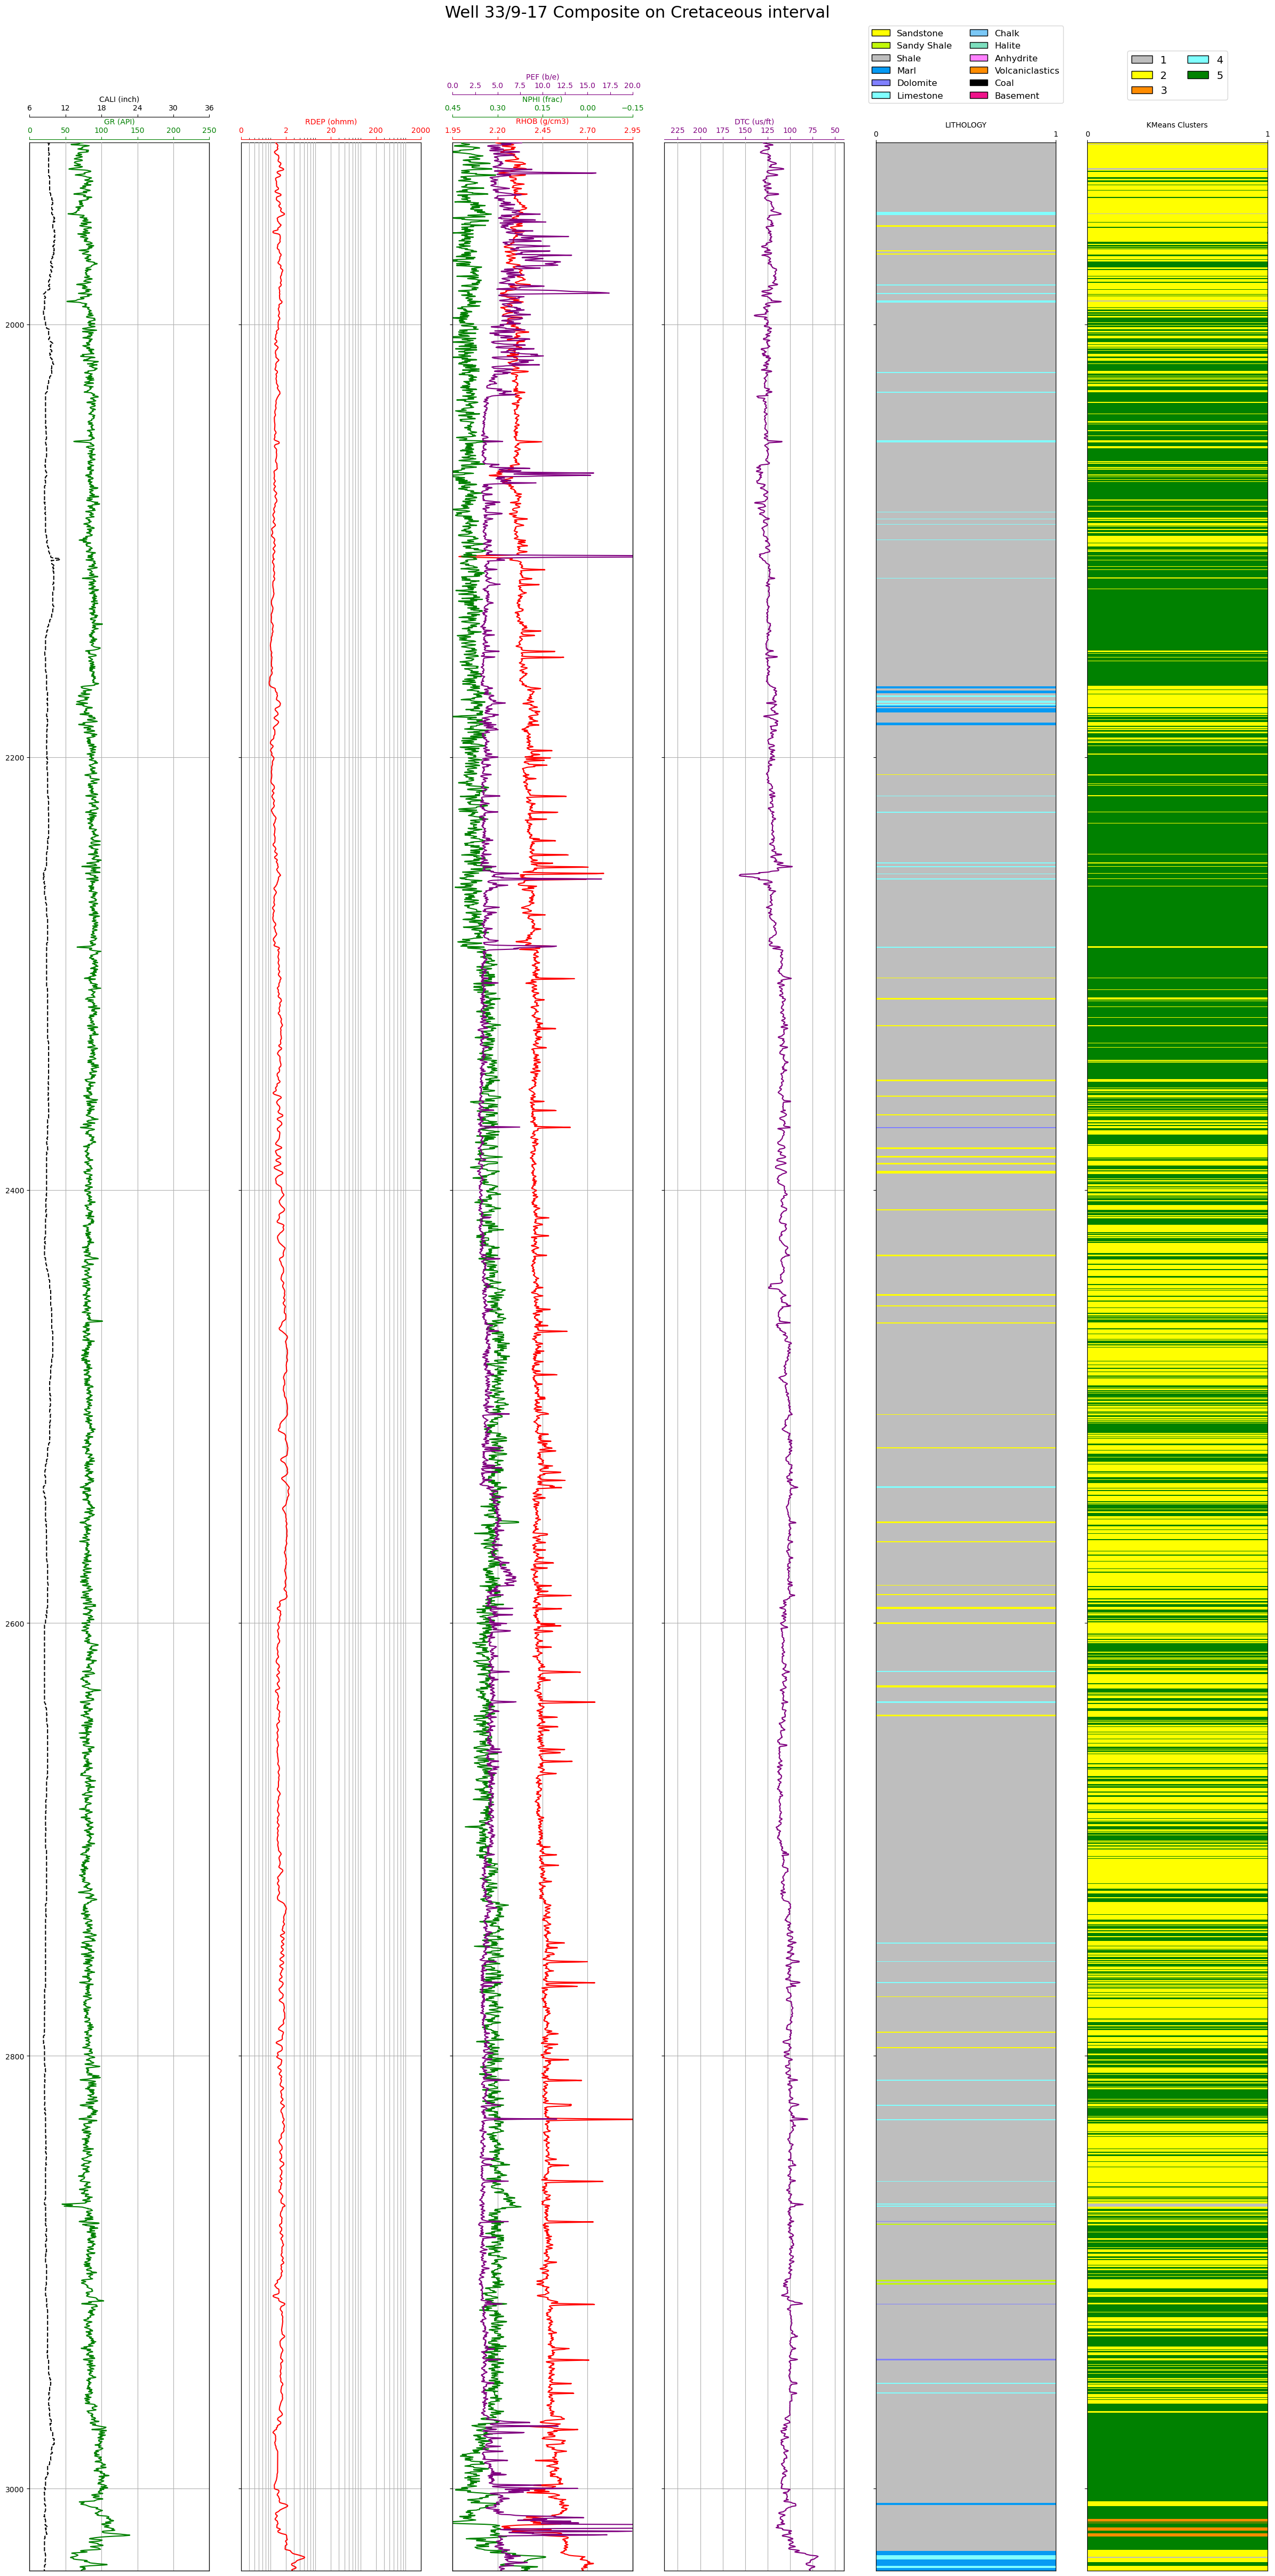 Well 33/9-17 Composite on Cretaceous interval
Sandstone Chalk
Sandy Shale Halite
Shale Anhydrite
Marl Volcaniclastics
Dolomite Coal
Limestone Basement
1 4
2 5
3
PEF (b/e)
0.0 2.5 5.0 7.5 10.0 12.5 15.0 17.5 20.0
CALI (inch)
6 12 18 24 30 36
NPHI (frac)
0.45 0.30 0.15 0.00 −0.15
GR (API)
0 50 100 150 200 250
RDEP (ohmm)
0 2 20 200 2000
RHOB (g/cm3)
1.95 2.20 2.45 2.70 2.95
DTC (us/ft)
225 200 175 150 125 100 75 50
LITHOLOGY
0 1
KMeans Clusters
0 1
2000
2200
2400
2600
2800
3000